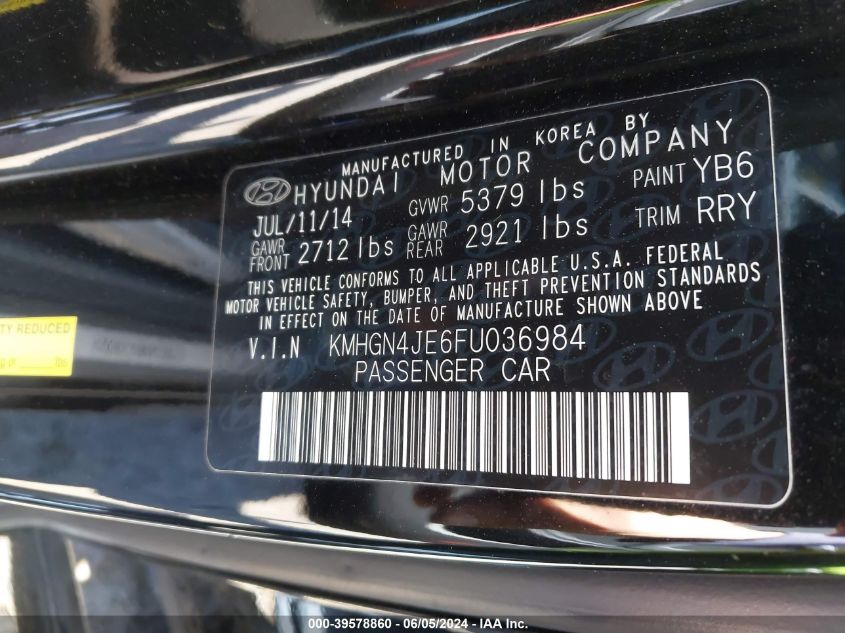 MANUFACTURED IN KOREA BY
HYUNDAI MOTOR COMPANY
JUL/11/14 GVWR 5379 lbs PAINT YB6
GAWR FRONT 2712 lbs GAWR REAR 2921 lbs TRIM RRY
THIS VEHICLE CONFORMS TO ALL APPLICABLE U.S.A. FEDERAL
MOTOR VEHICLE SAFETY, BUMPER, AND THEFT PREVENTION STANDARDS
IN EFFECT ON THE DATE OF MANUFACTURE SHOWN ABOVE
V.I.N KMHGN4JE6FU036984
PASSENGER CAR
TY REDUCED
lbs
000-39578860 - 06/05/2024 - IAA Inc.